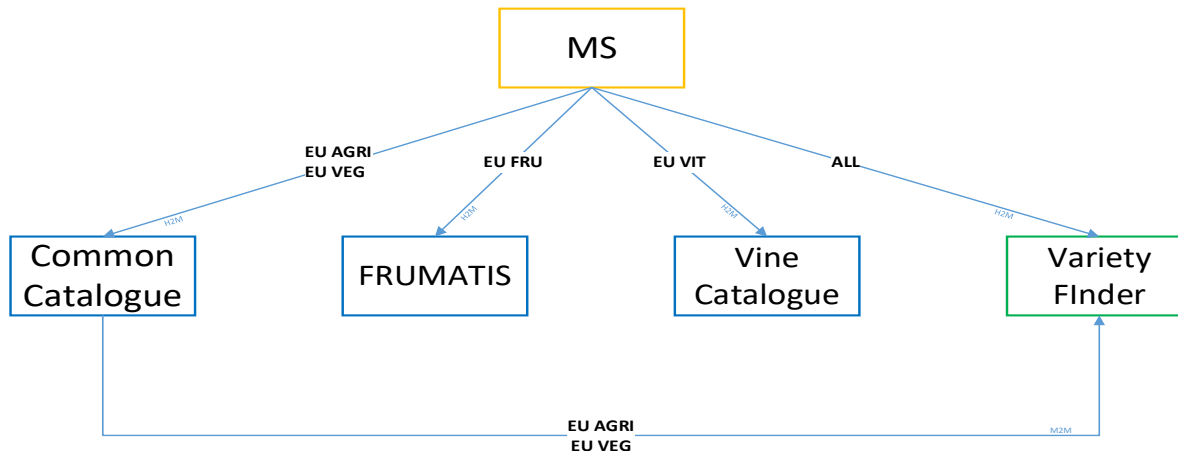 MS
EU AGRI
EU VEG
EU FRU
EU VIT
ALL
H2M
H2M
H2M
H2M
Common
Catalogue
FRUMATIS
Vine
Catalogue
Variety
FInder
EU AGRI
EU VEG
M2M